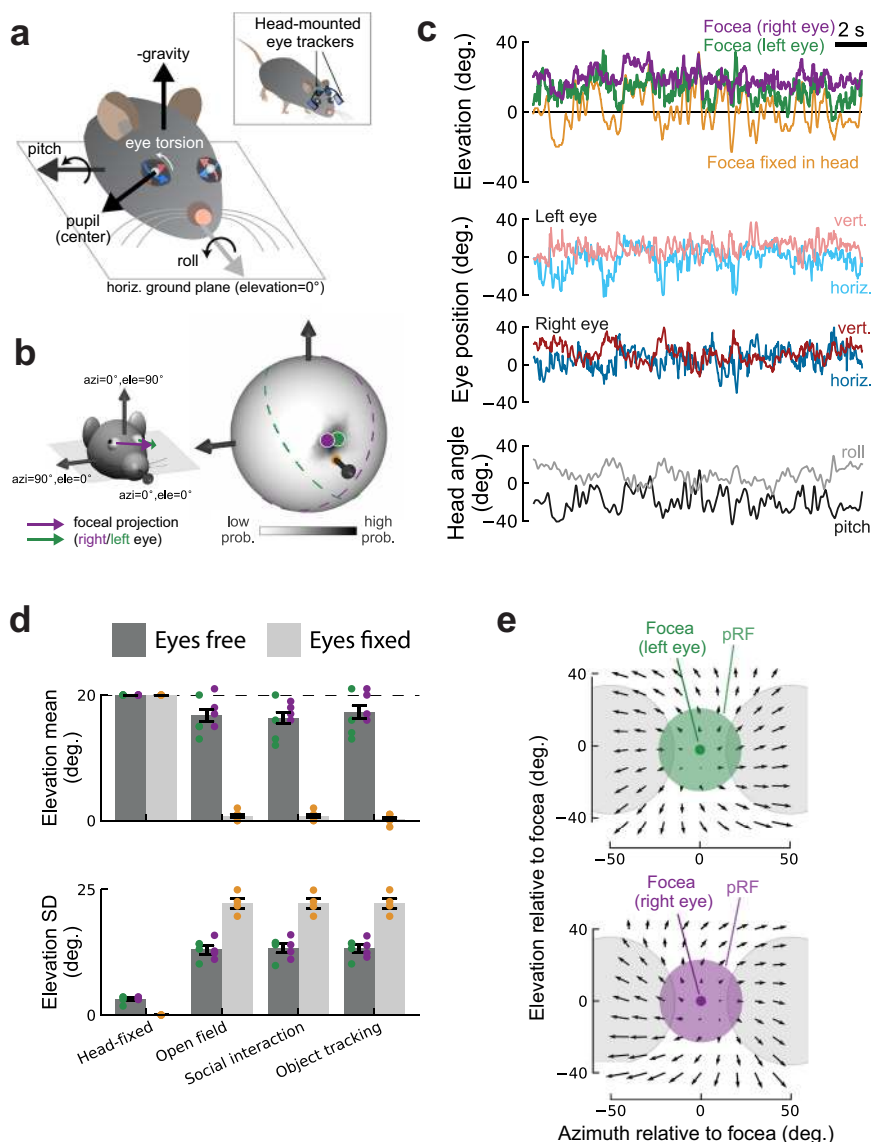 a
Head-mounted
eye trackers
-gravity
eye torsion
pitch
pupil
(center)
roll
horiz. ground plane (elevation=0°)
b
azi=0°,ele=90°
azi=90°,ele=0°
azi=0°,ele=0°
foceal projection
(right/left eye)
low
prob.
high
prob.
c
Focea (right eye)
Focea (left eye)
2 s
Elevation (deg.)
40
0
−40
Focea fixed in head
Eye position (deg.)
Left eye
vert.
40
0
−40
horiz.
Right eye
vert.
40
0
−40
horiz.
Head angle
(deg.)
40
0
−40
roll
pitch
d
Eyes free
Eyes fixed
Elevation mean
(deg.)
20
0
Elevation SD
(deg.)
25
0
Head-fixed
Open field
Social interaction
Object tracking
e
Focea
(left eye)
pRF
Elevation relative to focea (deg.)
40
0
−40
−50
0
50
Focea
(right eye)
pRF
40
0
40
−50
0
50
Azimuth relative to focea (deg.)